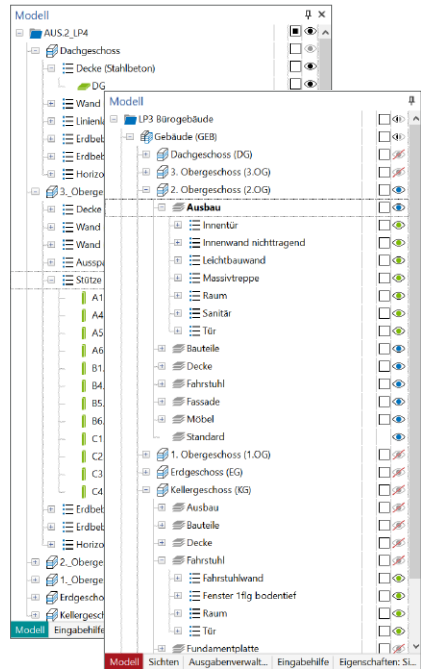 Modell
AUS.2_LP4
Dachgeschoss
Decke (Stahlbeton)
DG
Wand
Erdbeb
Erdbeb
Horizo
3._Oberge
Decke
Wand
Wand
Ausspa
Stütze
A1
A4
A5
A6
B1.
B4.
B5.
B6.
C1
C2
C3
C4
Erdbeb
Erdbeb
Horizo
2._Oberge
1._Oberge
Erdgescho
Kellergesch
Modell Eingabehilfe
Modell
LP3 Bürogebäude
Gebäude (GEB)
Dachgeschoss (DG)
3. Obergeschoss (3.OG)
2. Obergeschoss (2.OG)
Ausbau
Innentür
Innenwand nichttragend
Leichtbauwand
Massivtreppe
Raum
Sanitär
Tür
Bauteile
Decke
Fahrstuhl
Fassade
Möbel
Standard
1. Obergeschoss (1.OG)
Erdgeschoss (EG)
Kellergeschoss (KG)
Ausbau
Bauteile
Decke
Fahrstuhl
Fahrstuhlwand
Fenster 1flg bodentief
Raum
Tür
Fundamentplatte
Modell Sichten Ausgabenverwalt... Eingabehilfe Eigenschaften: Si...